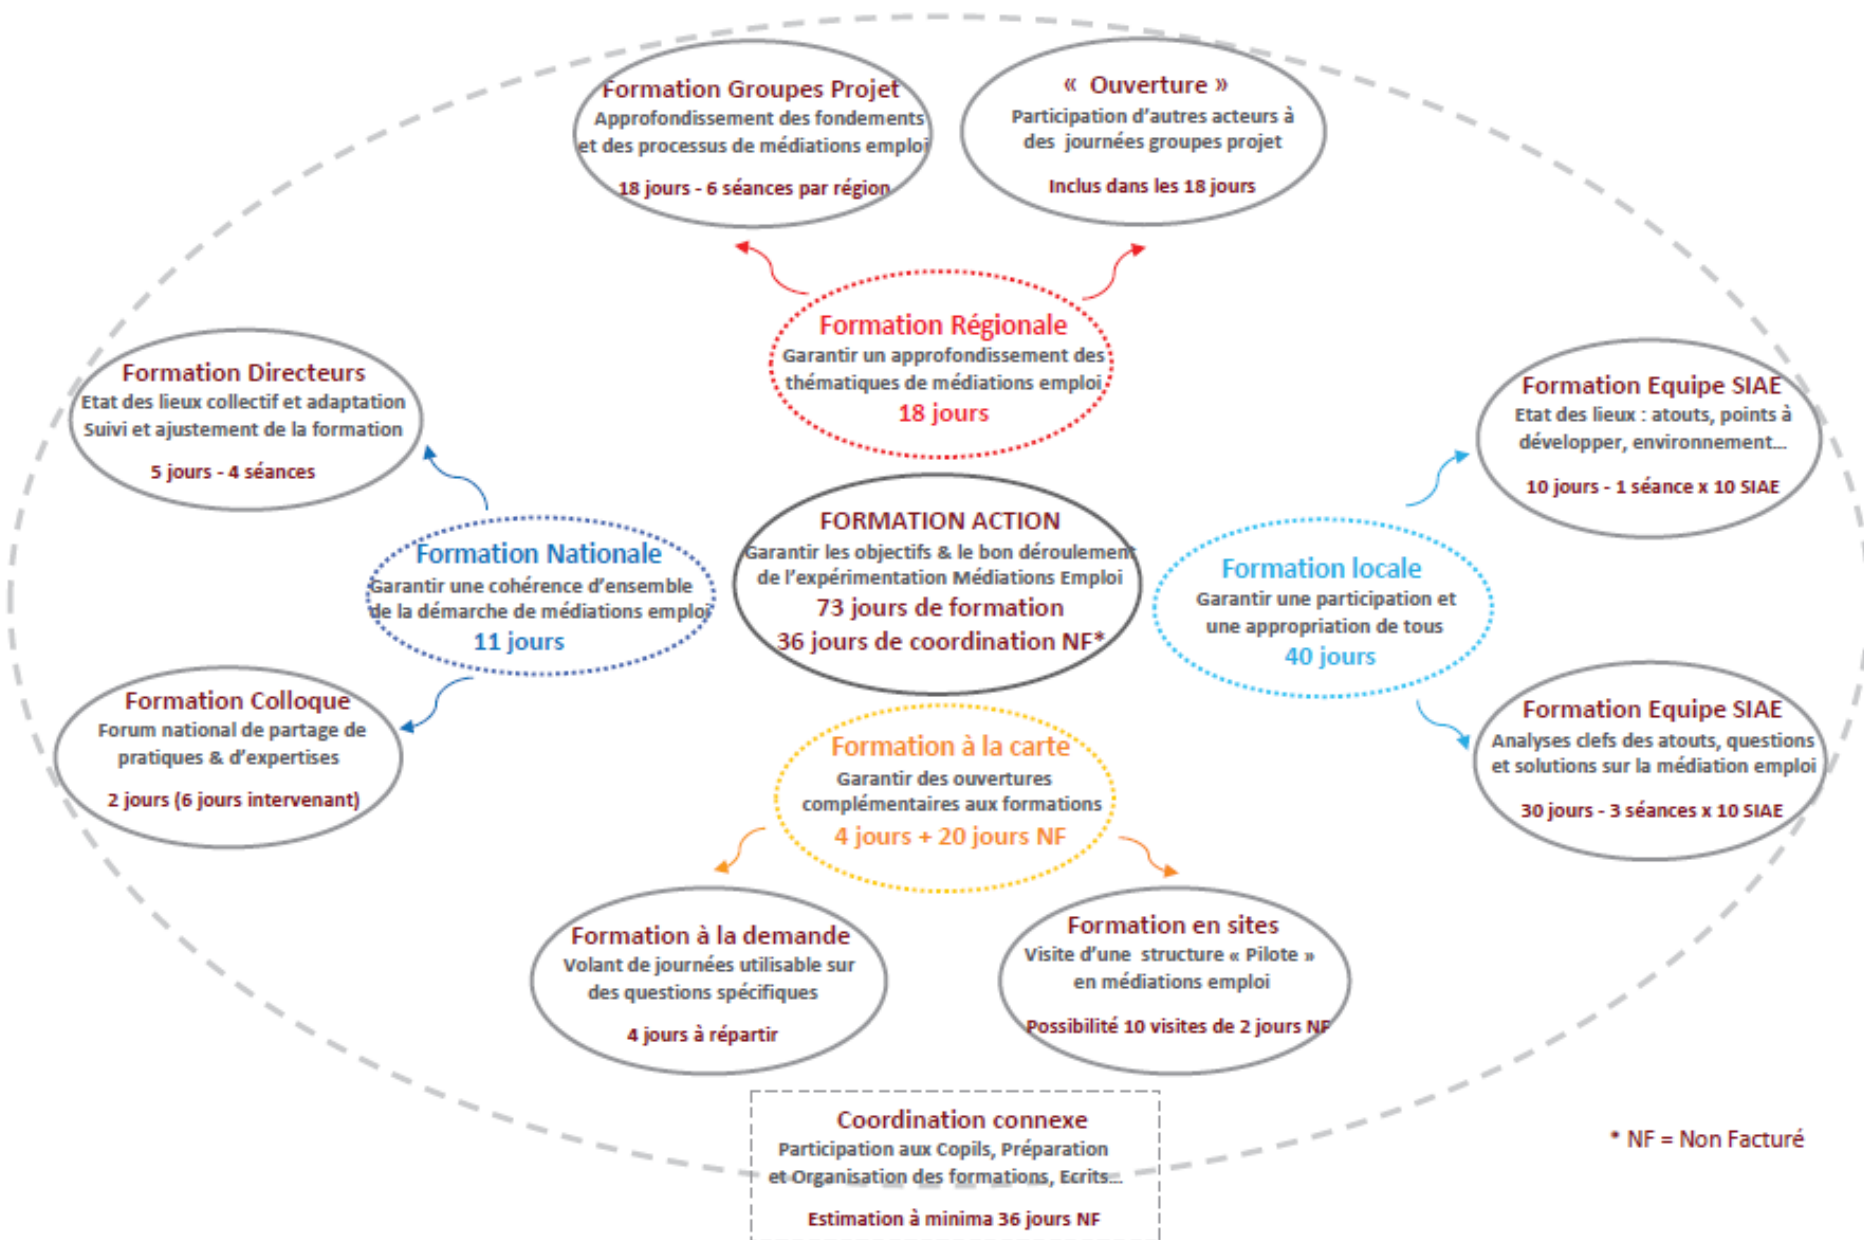 Formation Groupes Projet
Approfondissement des fondements
et des processus de médiations emploi
18 jours - 6 séances par région
« Ouverture »
Participation d'autres acteurs à
des journées groupes projet
Inclus dans les 18 jours
Formation Régionale
Garantir un approfondissement des
thématiques de médiations emploi
18 jours
Formation Directeurs
Etat des lieux collectif et adaptation
Suivi et ajustement de la formation
5 jours - 4 séances
Formation Equipe SIAE
Etat des lieux : atouts, points à
développer, environnement...
10 jours - 1 séance x 10 SIAE
Formation Nationale
Garantir une cohérence d'ensemble
de la démarche de médiations emploi
11 jours
FORMATION ACTION
Garantir les objectifs & le bon déroulement
de l'expérimentation Médiations Emploi
73 jours de formation
36 jours de coordination NF*
Formation locale
Garantir une participation et
une appropriation de tous
40 jours
Formation Colloque
Forum national de partage de
pratiques & d'expertises
2 jours (6 jours intervenant)
Formation à la carte
Garantir des ouvertures
complémentaires aux formations
4 jours + 20 jours NF
Formation Equipe SIAE
Analyses clefs des atouts, questions
et solutions sur la médiation emploi
30 jours - 3 séances x 10 SIAE
Formation à la demande
Volant de journées utilisable sur
des questions spécifiques
4 jours à répartir
Formation en sites
Visite d'une structure « Pilote »
en médiations emploi
Possibilité 10 visites de 2 jours NF
Coordination connexe
Participation aux Copils, Préparation
et Organisation des formations, Ecrits...
Estimation à minima 36 jours NF
* NF = Non Facturé